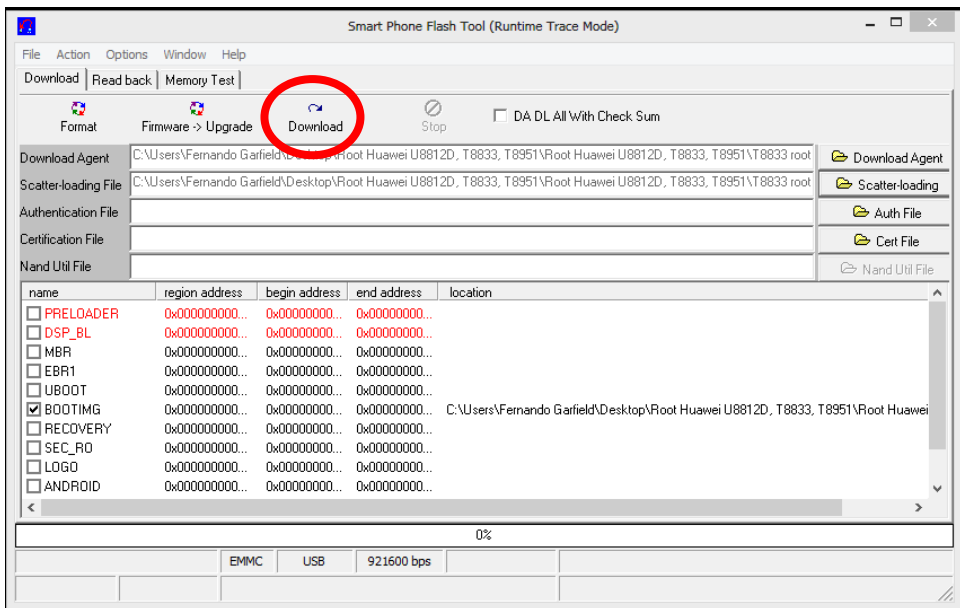 Smart Phone Flash Tool (Runtime Trace Mode)
File Action Options Window Help
Download Read back Memory Test
Format Firmware -> Upgrade Download Stop DA DL All With Check Sum
Download Agent C:\Users\Fernando Garfield\Desktop\Root Huawei U8812D, T8833, T8951\Root Huawei U8812D, T8833, T8951\T8833 root Download Agent
Scatter-loading File C:\Users\Fernando Garfield\Desktop\Root Huawei U8812D, T8833, T8951\Root Huawei U8812D, T8833, T8951\T8833 root Scatter-loading
Authentication File Auth File
Certification File Cert File
Nand Util File Nand Util File
name region address begin address end address location
PRELOADER 0x000000000... 0x00000000... 0x00000000...
DSP_BL 0x000000000... 0x00000000... 0x00000000...
MBR 0x000000000... 0x00000000... 0x00000000...
EBR1 0x000000000... 0x00000000... 0x00000000...
UBOOT 0x000000000... 0x00000000... 0x00000000...
BOOTIMG 0x000000000... 0x00000000... 0x00000000... C:\Users\Fernando Garfield\Desktop\Root Huawei U8812D, T8833, T8951\Root Huawei
RECOVERY 0x000000000... 0x00000000... 0x00000000...
SEC_RO 0x000000000... 0x00000000... 0x00000000...
LOGO 0x000000000... 0x00000000... 0x00000000...
ANDROID 0x000000000... 0x00000000... 0x00000000...
0%
EMMC USB 921600 bps